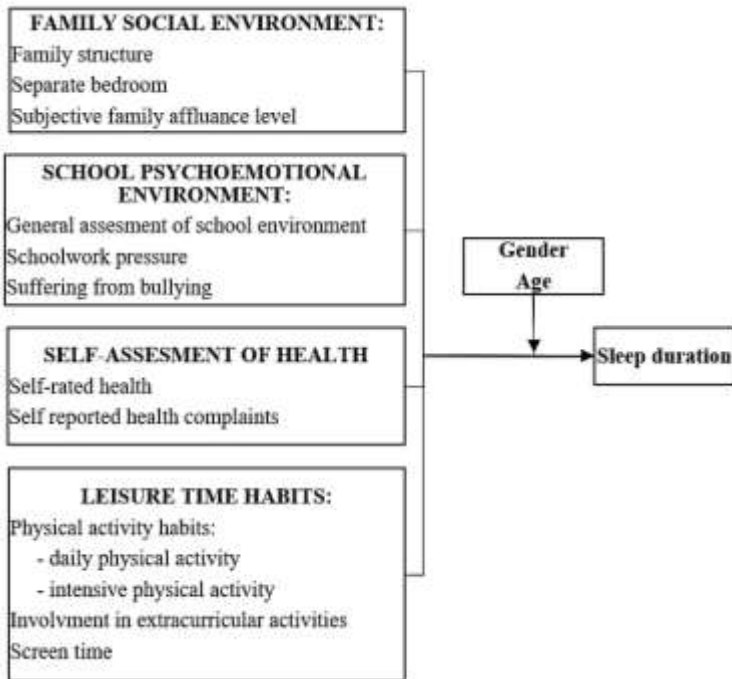 FAMILY SOCIAL ENVIRONMENT:
Family structure
Separate bedroom
Subjective family affluance level
SCHOOL PSYCHOEMOTIONAL
ENVIRONMENT:
General assesment of school environment
Schoolwork pressure
Suffering from bullying
SELF-ASSESMENT OF HEALTH
Self-rated health
Self reported health complaints
LEISURE TIME HABITS:
Physical activity habits:
- daily physical activity
- intensive physical activity
Involvment in extracurricular activities
Screen time
Gender
Age
Sleep duration